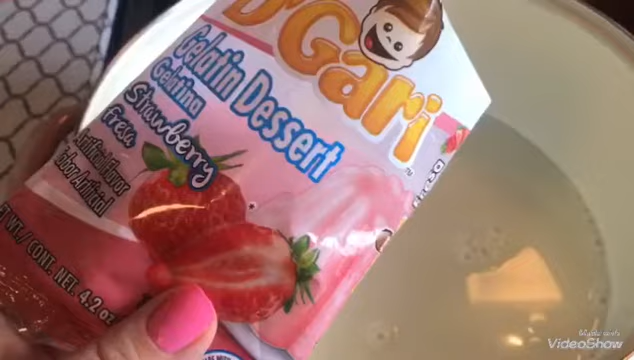 D'Gari
Gelatin Dessert
Gelatina
Strawberry
Fresa
Artificial Flavor
Sabor Artificial
NET WT./ CONT. NET. 4.2 oz
VideoShow